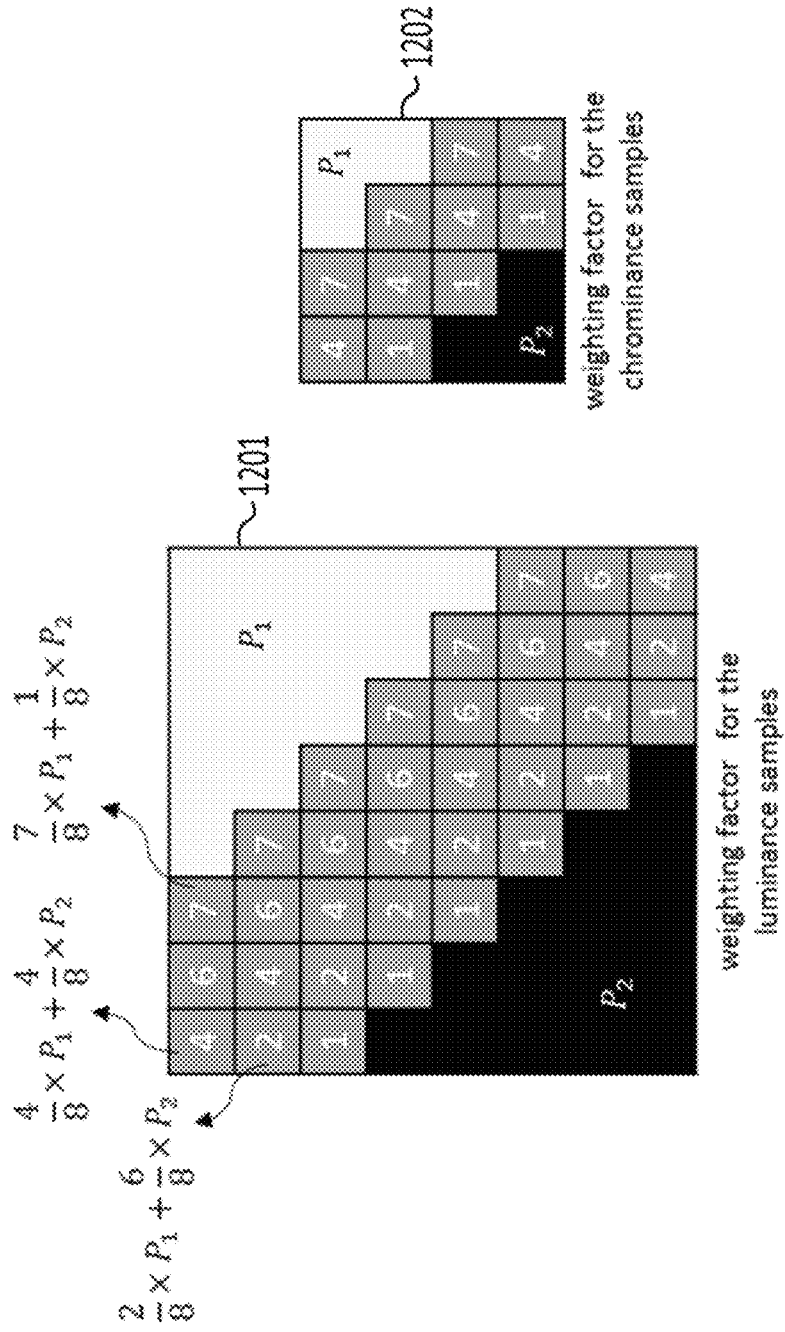 4/8 × P₁ + 4/8 × P₂
7/8 × P₁ + 1/8 × P₂
2/8 × P₁ + 6/8 × P₂
1201
4 6 7
P₁
2 4 6 7
1 2 4 6 7
1 2 4 6 7
1 2 4 6 7
1 2 4 6 7
1 2 4 6
P₂
1 2 4
weighting factor for the
luminance samples
4 7
P₁
1202
1 4 7
1 4 7
P₂
1 4
weighting factor for the
chrominance samples